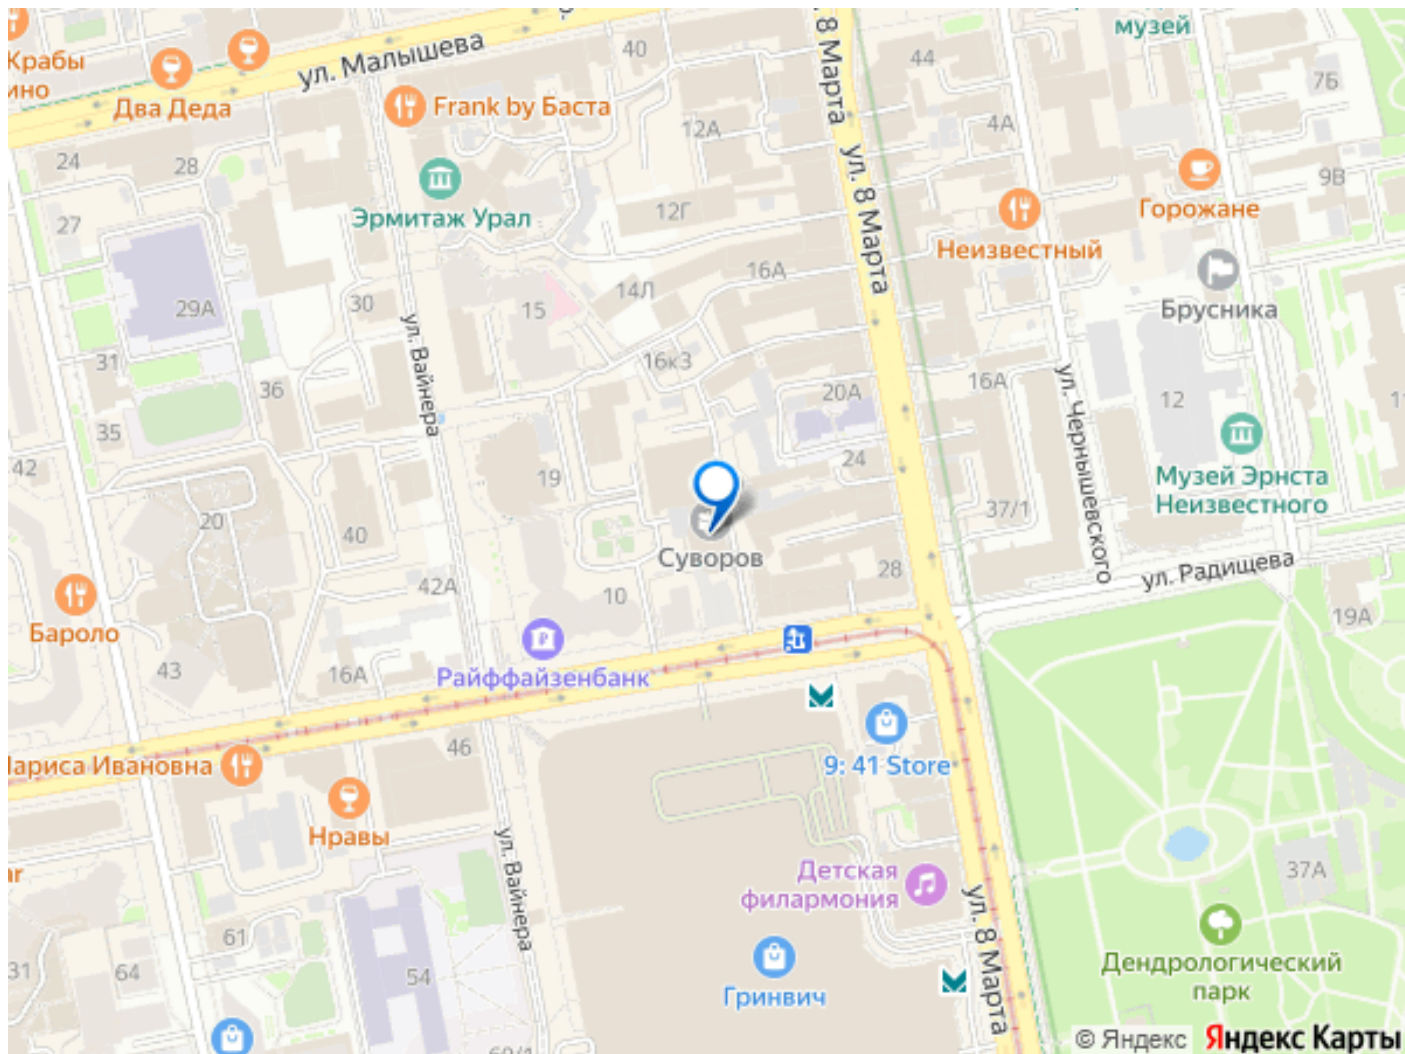 музей
Крабы
ино
Два Деда
ул. Малышева
40
8 Марта
44
7Б
Frank by Баста
12А
4А
24
28
ул. 8 Марта
9В
Эрмитаж Урал
12Г
Горожане
27
Неизвестный
16А
14Л
29А
30
15
Брусника
ул. Вайнера
31
16к3
36
20А
16А
ул. Чернышевского
12
35
42
19
24
Музей Эрнста
Неизвестного
20
40
37/1
Суворов
ул. Радищева
42А
10
28
Бароло
19А
43
16А
Райффайзенбанк
46
9: 41 Store
Лариса Ивановна
Нравы
ул. Вайнера
Детская
филармония
37А
ул. 8 Марта
61
31
64
54
Гринвич
Дендрологический
парк
© Яндекс Яндекс Карты